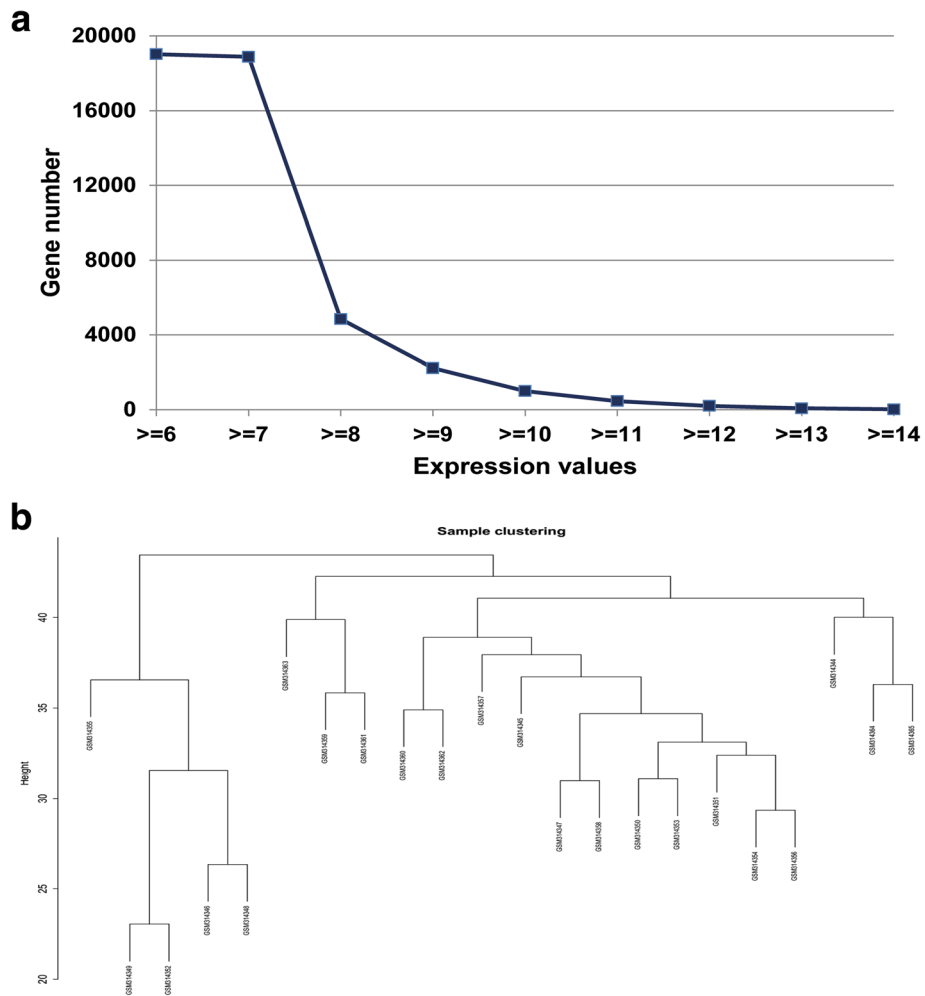 a
20000
16000
12000
8000
4000
0
Gene number
>=6 >=7 >=8 >=9 >=10 >=11 >=12 >=13 >=14
Expression values
b
Sample clustering
Height
40
35
30
25
20
GSM314355
GSM314349
GSM314352
GSM314346
GSM314348
GSM314363
GSM314359
GSM314361
GSM314360
GSM314362
GSM314357
GSM314345
GSM314347
GSM314358
GSM314350
GSM314353
GSM314351
GSM314354
GSM314356
GSM314344
GSM314364
GSM314365